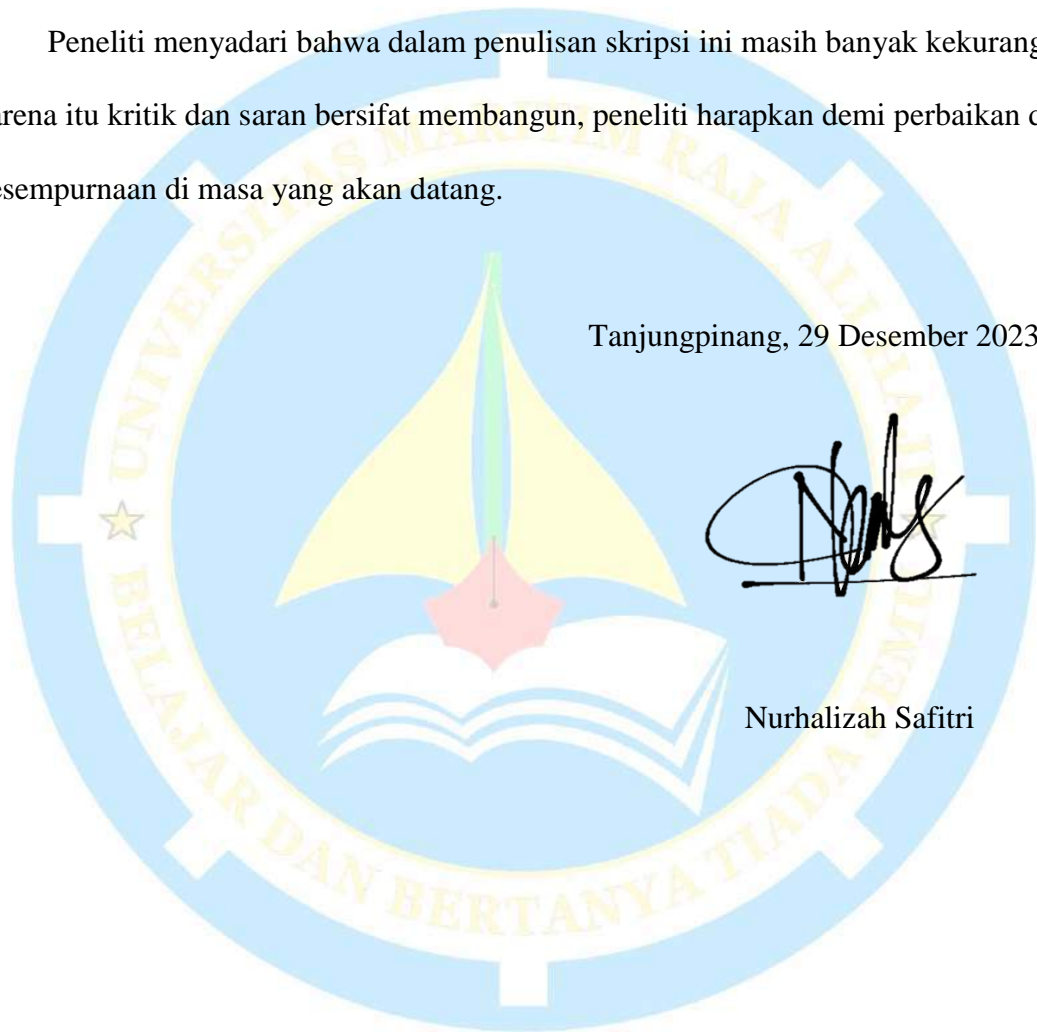 Peneliti menyadari bahwa dalam penulisan skripsi ini masih banyak kekurang
arena itu kritik dan saran bersifat membangun, peneliti harapkan demi perbaikan d
esempurnaan di masa yang akan datang.
Tanjungpinang, 29 Desember 2023
Nurhalizah Safitri
UNIVERSITAS MARITIM RAJA ALI HAJI
BELAJAR DAN BERTANYA TIADA JEMU